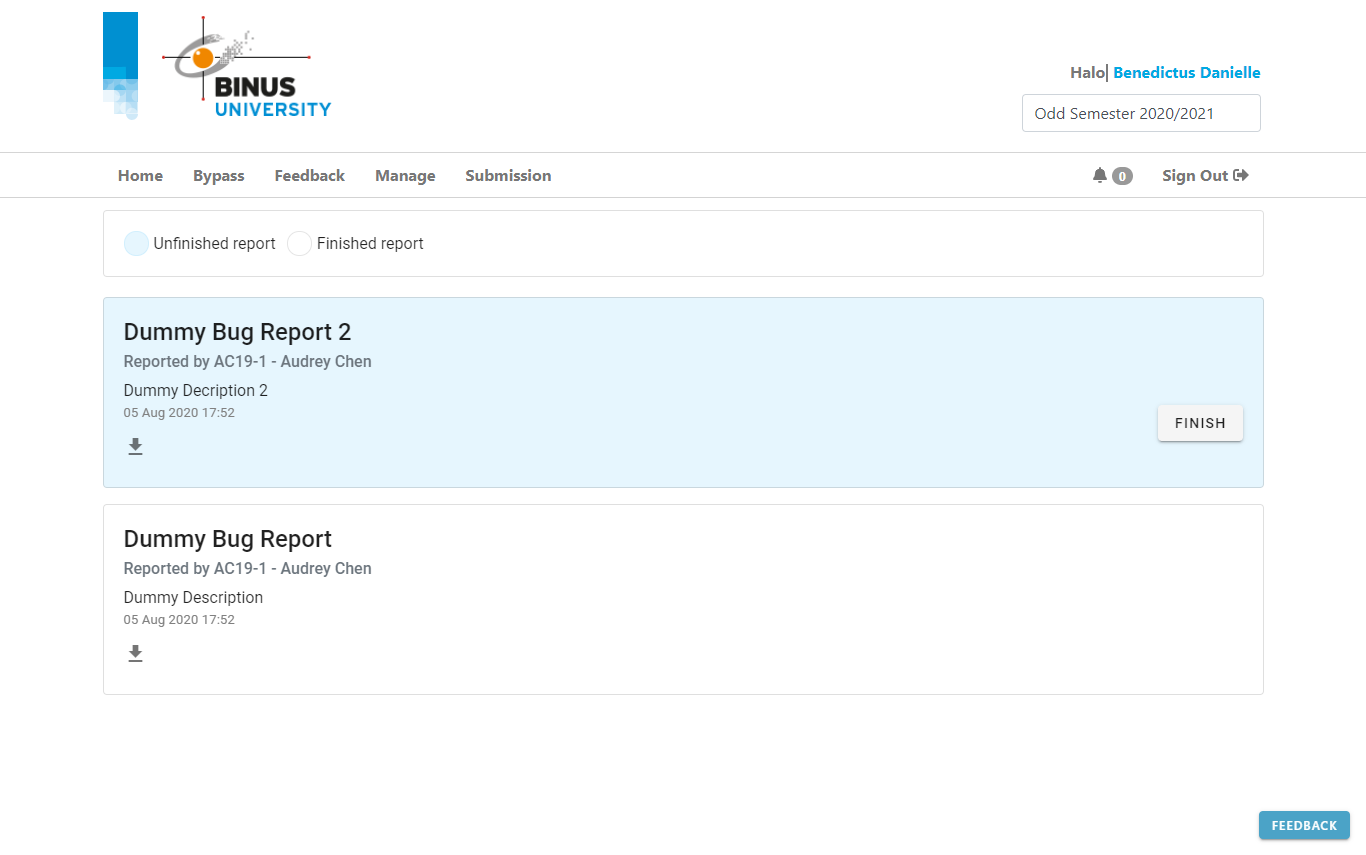 BINUS
UNIVERSITY
Halo| Benedictus Danielle
Odd Semester 2020/2021
Home Bypass Feedback Manage Submission 0 Sign Out
Unfinished report Finished report
Dummy Bug Report 2
Reported by AC19-1 - Audrey Chen
Dummy Decription 2
05 Aug 2020 17:52
FINISH
Dummy Bug Report
Reported by AC19-1 - Audrey Chen
Dummy Description
05 Aug 2020 17:52
FEEDBACK